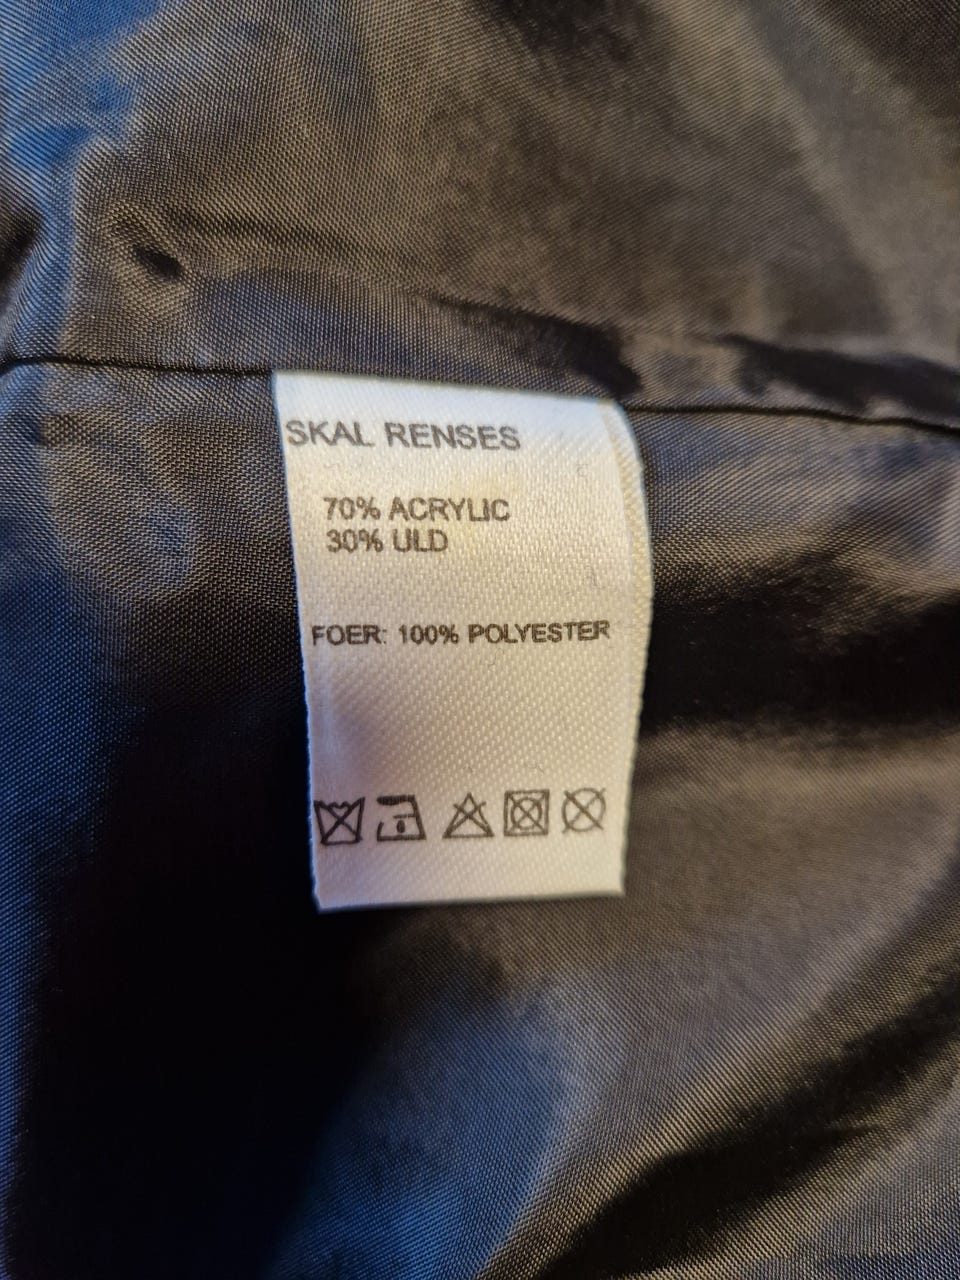 SKAL RENSES
70% ACRYLIC
30% ULD
FOER: 100% POLYESTER